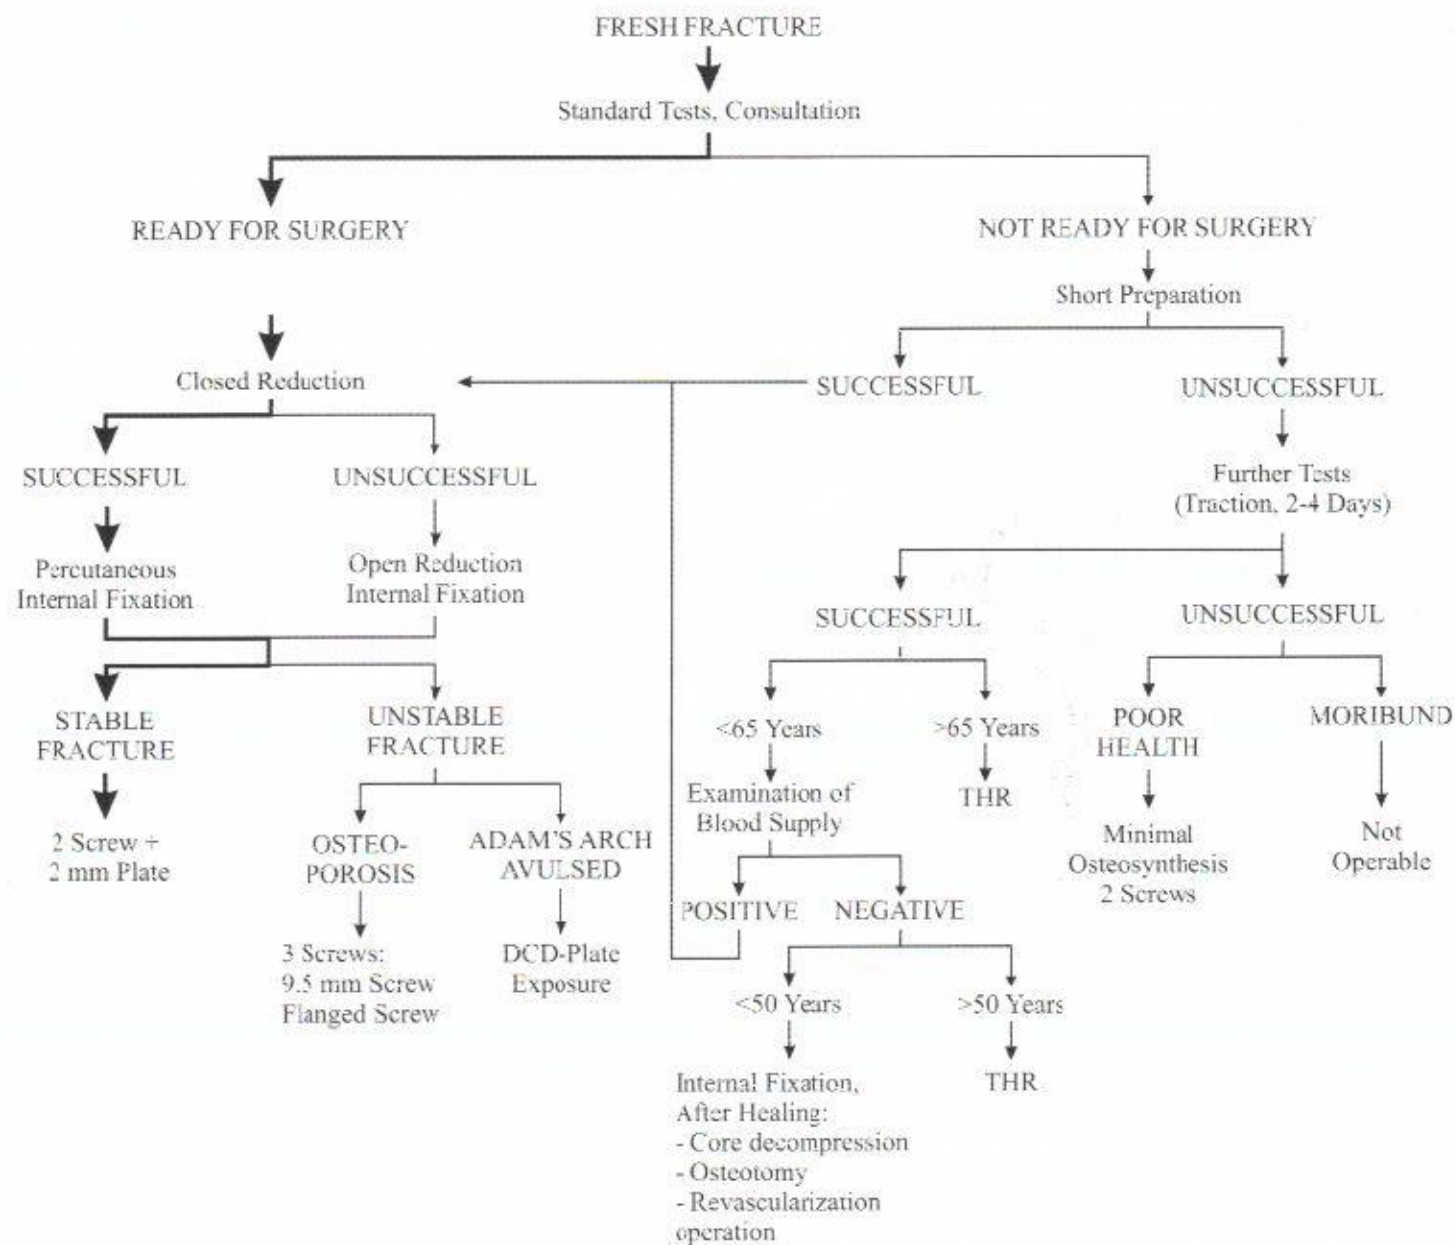 FRESH FRACTURE
Standard Tests, Consultation
READY FOR SURGERY
NOT READY FOR SURGERY
Short Preparation
Closed Reduction
SUCCESSFUL
UNSUCCESSFUL
SUCCESSFUL
UNSUCCESSFUL
Further Tests
(Traction, 2-4 Days)
Percutaneous
Internal Fixation
Open Reduction
Internal Fixation
SUCCESSFUL
UNSUCCESSFUL
STABLE
FRACTURE
UNSTABLE
FRACTURE
<65 Years
>65 Years
POOR
HEALTH
MORIBUND
Examination of
Blood Supply
THR
2 Screw +
2 mm Plate
OSTEO-
POROSIS
ADAM'S ARCH
AVULSED
Minimal
Osteosynthesis
2 Screws
Not
Operable
POSITIVE
NEGATIVE
3 Screws:
9.5 mm Screw
Flanged Screw
DCD-Plate
Exposure
<50 Years
>50 Years
Internal Fixation,
After Healing:
- Core decompression
- Osteotomy
- Revascularization
operation
THR